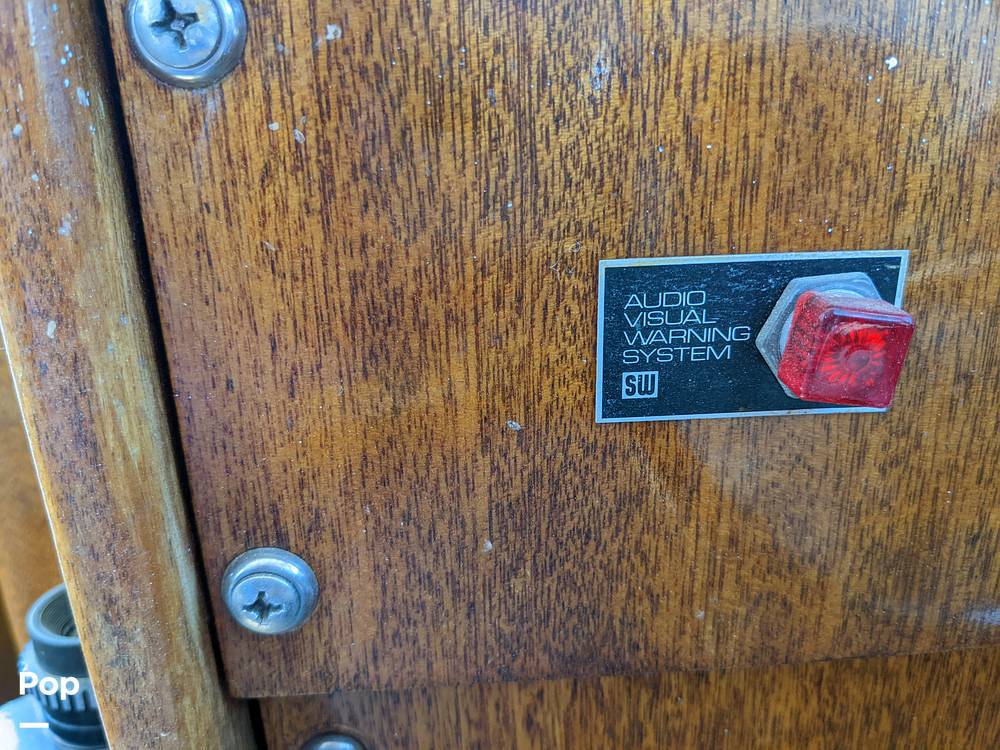 AUDIO
VISUAL
WARNING
SYSTEM
SW
Pop